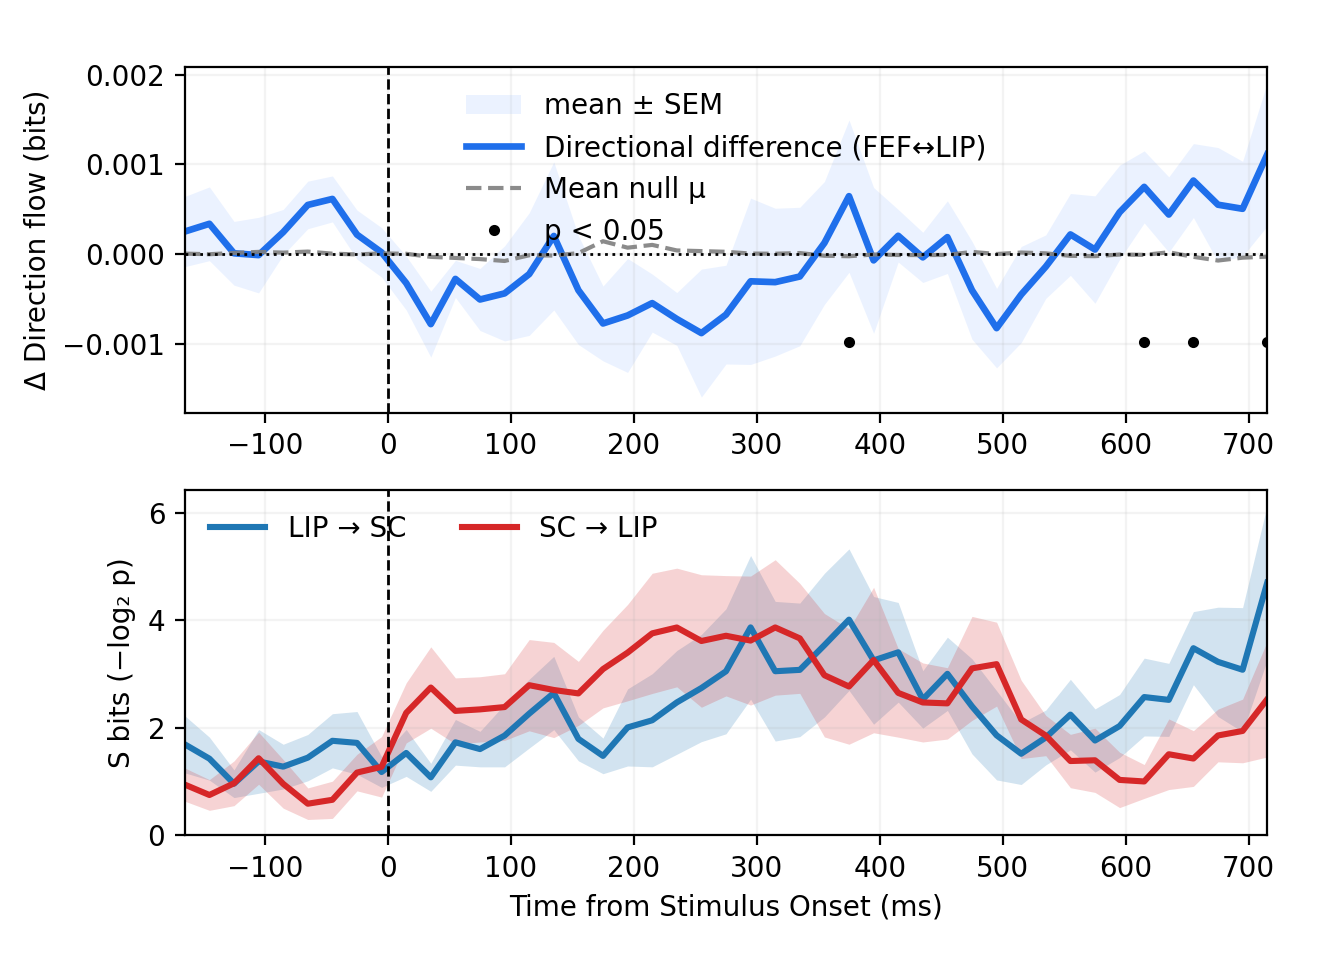 0.002
0.001
0.000
−0.001
Δ Direction flow (bits)
mean ± SEM
Directional difference (FEF↔LIP)
Mean null μ
p < 0.05
−100 0 100 200 300 400 500 600 700
6
4
2
0
S bits (−log₂ p)
LIP → SC SC → LIP
−100 0 100 200 300 400 500 600 700
Time from Stimulus Onset (ms)